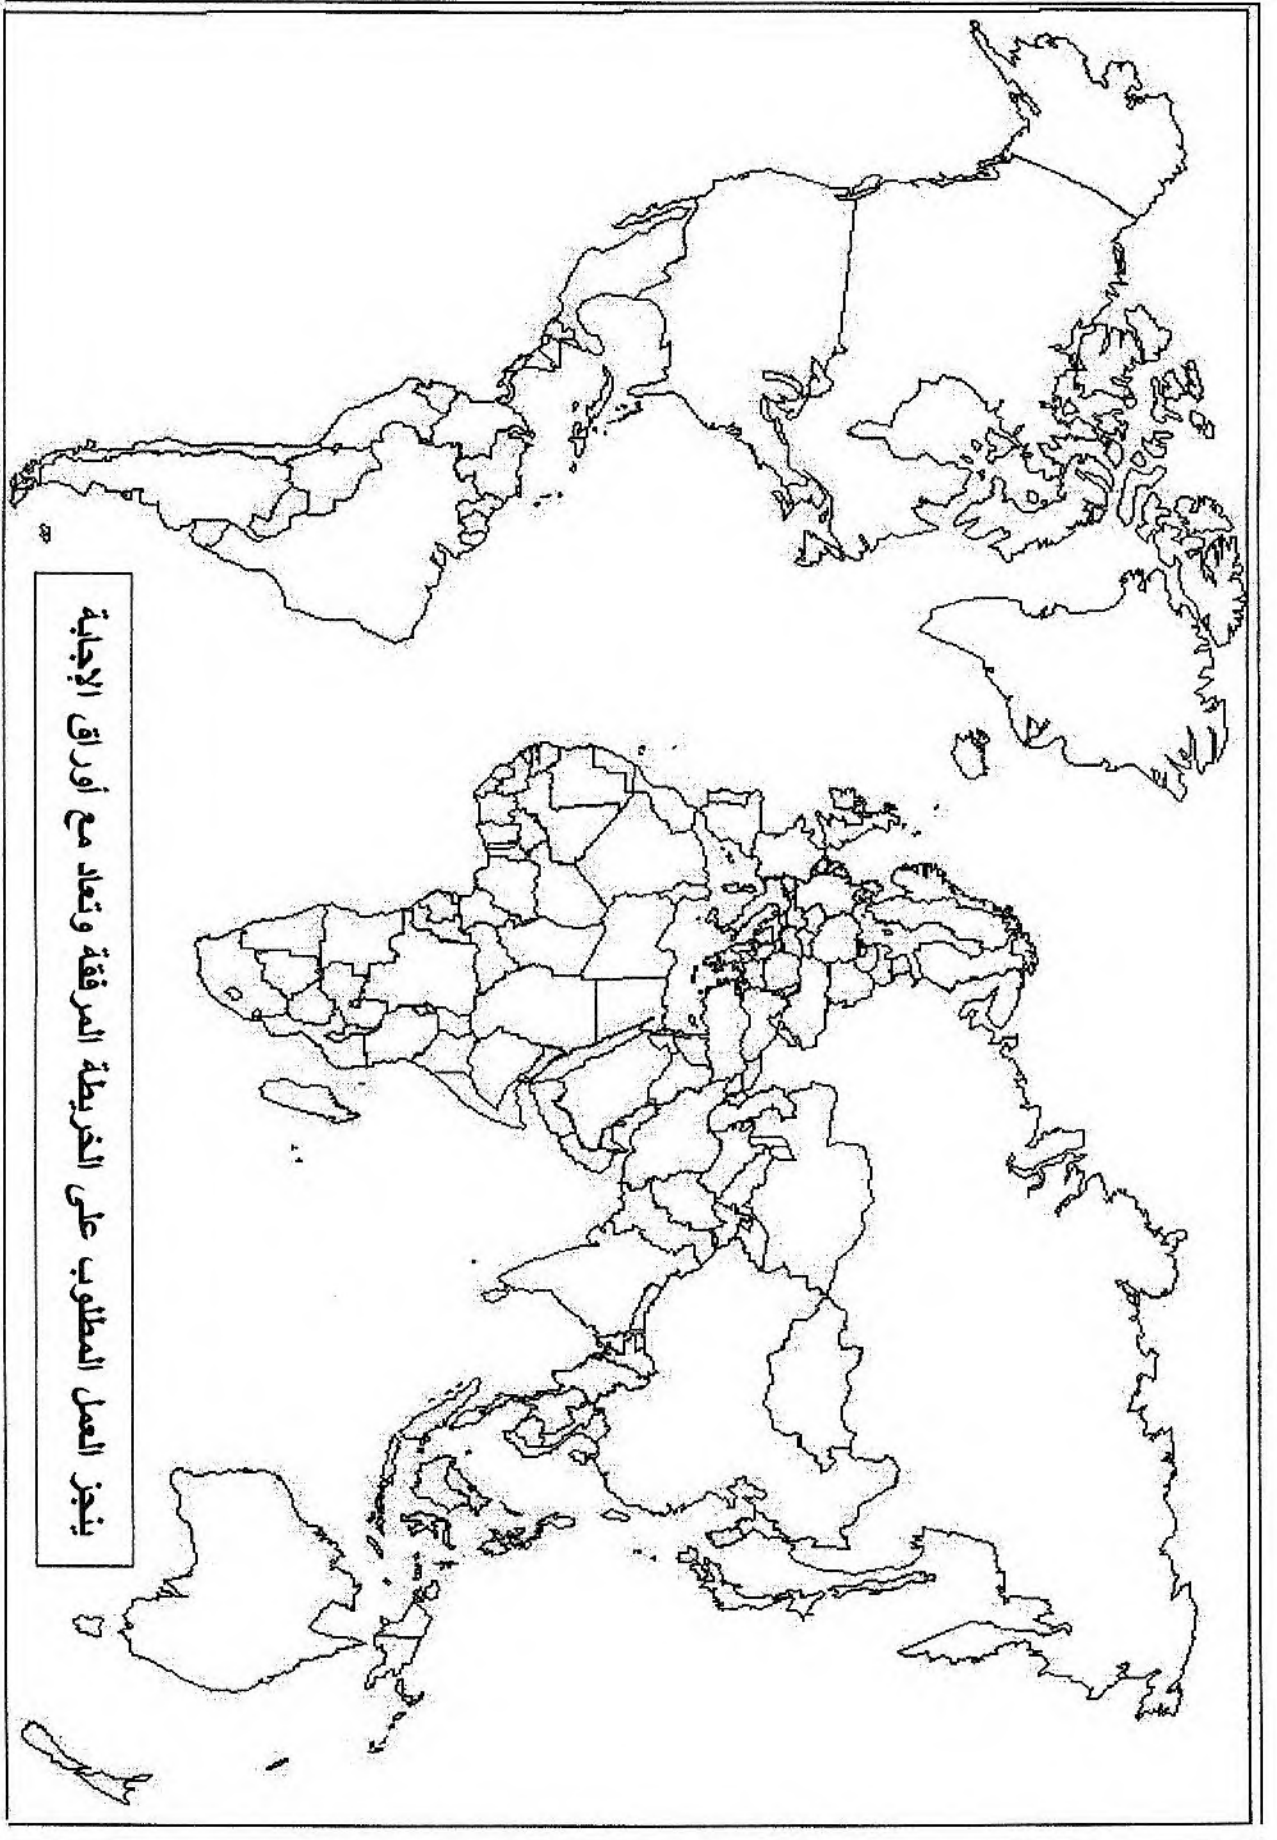 ينجز العمل المطلوب على الخريطة المرفقة وتعاد مع أوراق الإجابة